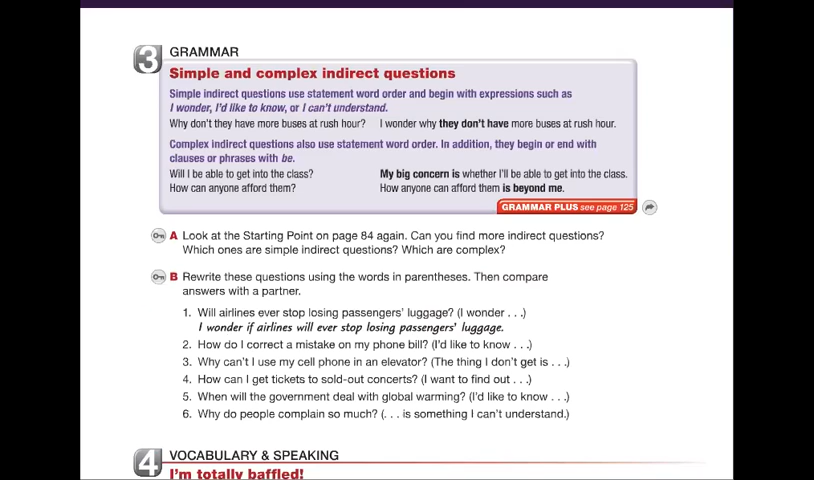 3 GRAMMAR
Simple and complex indirect questions
Simple indirect questions use statement word order and begin with expressions such as
I wonder, I'd like to know, or I can't understand.
Why don't they have more buses at rush hour? I wonder why they don't have more buses at rush hour.
Complex indirect questions also use statement word order. In addition, they begin or end with
clauses or phrases with be.
Will I be able to get into the class? My big concern is whether I'll be able to get into the class.
How can anyone afford them? How anyone can afford them is beyond me.
GRAMMAR PLUS see page 125
A Look at the Starting Point on page 84 again. Can you find more indirect questions?
Which ones are simple indirect questions? Which are complex?
B Rewrite these questions using the words in parentheses. Then compare
answers with a partner.
1. Will airlines ever stop losing passengers' luggage? (I wonder . . .)
I wonder if airlines will ever stop losing passengers' luggage.
2. How do I correct a mistake on my phone bill? (I'd like to know . . .)
3. Why can't I use my cell phone in an elevator? (The thing I don't get is . . .)
4. How can I get tickets to sold-out concerts? (I want to find out . . .)
5. When will the government deal with global warming? (I'd like to know . . .)
6. Why do people complain so much? (. . . is something I can't understand.)
4 VOCABULARY & SPEAKING
I'm totally baffled!